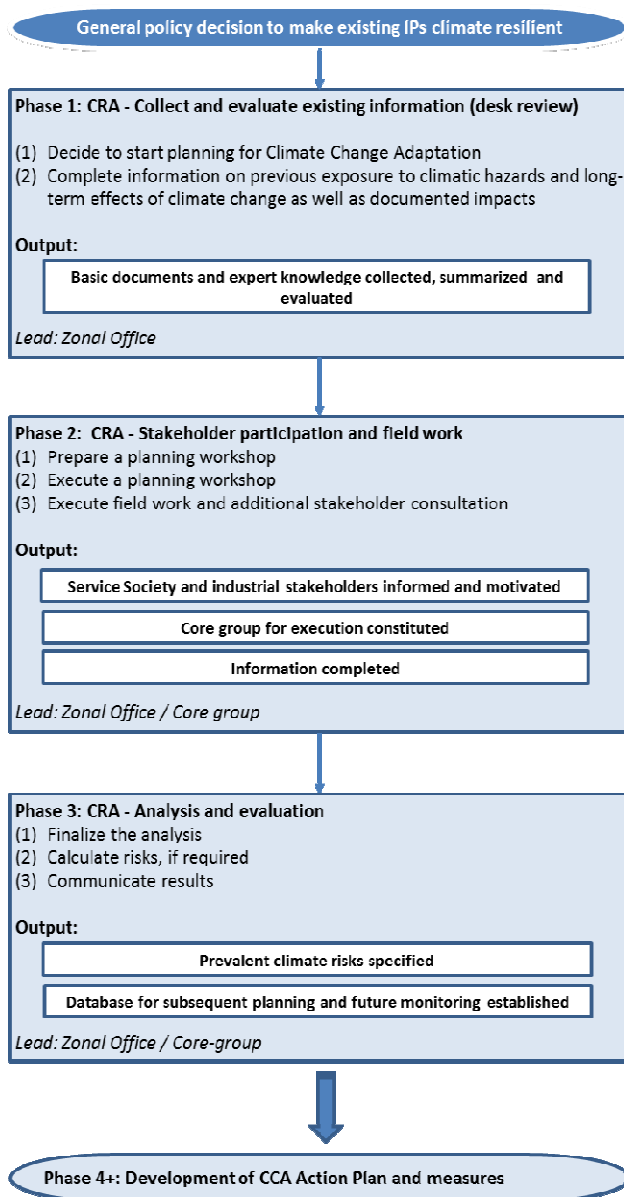 General policy decision to make existing IPs climate resilient
Phase 1: CRA - Collect and evaluate existing information (desk review)
(1) Decide to start planning for Climate Change Adaptation
(2) Complete information on previous exposure to climatic hazards and long-
term effects of climate change as well as documented impacts
Output:
Basic documents and expert knowledge collected, summarized and
evaluated
Lead: Zonal Office
Phase 2: CRA - Stakeholder participation and field work
(1) Prepare a planning workshop
(2) Execute a planning workshop
(3) Execute field work and additional stakeholder consultation
Output:
Service Society and industrial stakeholders informed and motivated
Core group for execution constituted
Information completed
Lead: Zonal Office / Core group
Phase 3: CRA - Analysis and evaluation
(1) Finalize the analysis
(2) Calculate risks, if required
(3) Communicate results
Output:
Prevalent climate risks specified
Database for subsequent planning and future monitoring established
Lead: Zonal Office / Core-group
Phase 4+: Development of CCA Action Plan and measures